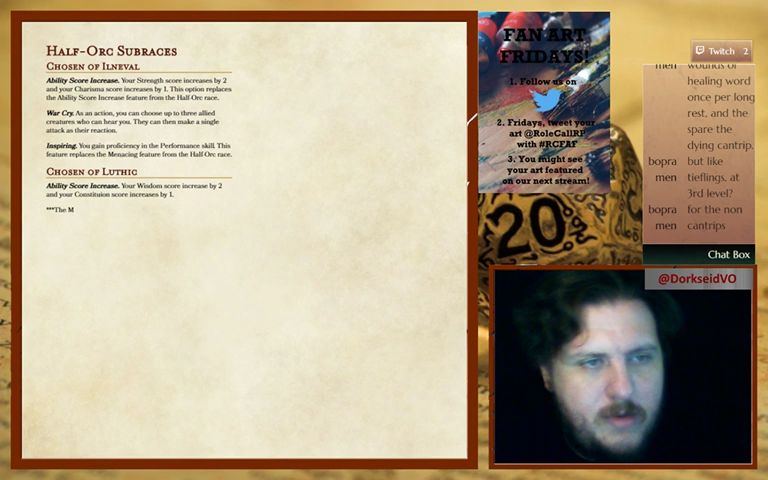 Half-Orc Subraces
Chosen of Ilneval
Ability Score Increase. Your Strength score increases by 2
and your Charisma score increases by 1. This option replaces
the Ability Score Increase feature from the Half-Orc race.
War Cry. As an action, you can choose up to three allied
creatures who can hear you. They can then make a single
attack as their reaction.
Inspiring. You gain proficiency in the Performance skill. This
feature replaces the Menacing feature from the Half-Orc race.
Chosen of Luthic
Ability Score Increase. Your Wisdom score increase by 2
and your Constituion score increases by 1.
***The M
FAN ART
FRIDAYS!
1. Follow us on
2. Fridays, tweet your
art @RoleCallRP
with #RCFAF
3. You might see
your art featured
on our next stream!
20
Twitch 2
men wounds or
healing word
once per long
rest, and the
spare the
dying cantrip.
bopra but like
men tieflings. at
3rd level?
bopra for the non
men cantrips
Chat Box
@DorkseidVO